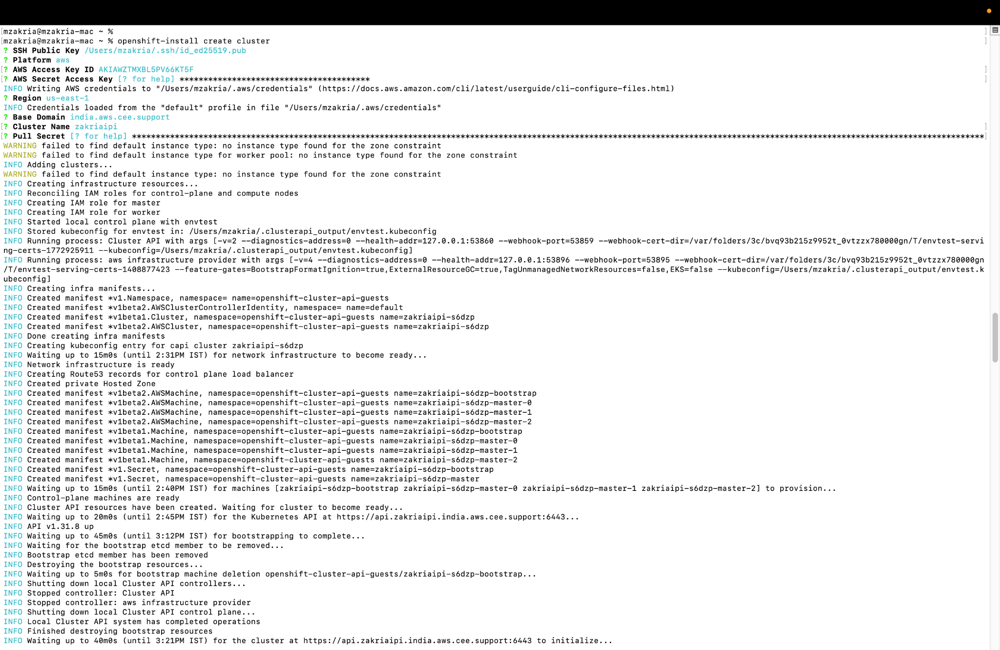 [mzakria@mzakria-mac ~ % ]
[mzakria@mzakria-mac ~ % openshift-install create cluster ]
? SSH Public Key /Users/mzakria/.ssh/id_ed25519.pub
? Platform aws
[? AWS Access Key ID AKIAWZTMXBL5PV66KT5F ]
[? AWS Secret Access Key [? for help] **************************************** ]
INFO Writing AWS credentials to "/Users/mzakria/.aws/credentials" (https://docs.aws.amazon.com/cli/latest/userguide/cli-configure-files.html)
? Region us-east-1
INFO Credentials loaded from the "default" profile in file "/Users/mzakria/.aws/credentials"
? Base Domain india.aws.cee.support
[? Cluster Name zakriaipi ]
[? Pull Secret [? for help] ***********************************************************************************************************************************************************************************]
WARNING failed to find default instance type: no instance type found for the zone constraint
WARNING failed to find default instance type for worker pool: no instance type found for the zone constraint
INFO Adding clusters...
WARNING failed to find default instance type: no instance type found for the zone constraint
INFO Creating infrastructure resources...
INFO Reconciling IAM roles for control-plane and compute nodes
INFO Creating IAM role for master
INFO Creating IAM role for worker
INFO Started local control plane with envtest
INFO Stored kubeconfig for envtest in: /Users/mzakria/.clusterapi_output/envtest.kubeconfig
INFO Running process: Cluster API with args [-v=2 --diagnostics-address=0 --health-addr=127.0.0.1:53860 --webhook-port=53859 --webhook-cert-dir=/var/folders/3c/bvq93b215z9952t_0vtzzx780000gn/T/envtest-servi
ng-certs-1772925911 --kubeconfig=/Users/mzakria/.clusterapi_output/envtest.kubeconfig]
INFO Running process: aws infrastructure provider with args [-v=4 --diagnostics-address=0 --health-addr=127.0.0.1:53896 --webhook-port=53895 --webhook-cert-dir=/var/folders/3c/bvq93b215z9952t_0vtzzx780000gn
/T/envtest-serving-certs-1408877423 --feature-gates=BootstrapFormatIgnition=true,ExternalResourceGC=true,TagUnmanagedNetworkResources=false,EKS=false --kubeconfig=/Users/mzakria/.clusterapi_output/envtest.k
ubeconfig]
INFO Creating infra manifests...
INFO Created manifest *v1.Namespace, namespace= name=openshift-cluster-api-guests
INFO Created manifest *v1beta2.AWSClusterControllerIdentity, namespace= name=default
INFO Created manifest *v1beta1.Cluster, namespace=openshift-cluster-api-guests name=zakriaipi-s6dzp
INFO Created manifest *v1beta2.AWSCluster, namespace=openshift-cluster-api-guests name=zakriaipi-s6dzp
INFO Done creating infra manifests
INFO Creating kubeconfig entry for capi cluster zakriaipi-s6dzp
INFO Waiting up to 15m0s (until 2:31PM IST) for network infrastructure to become ready...
INFO Network infrastructure is ready
INFO Creating Route53 records for control plane load balancer
INFO Created private Hosted Zone
INFO Created manifest *v1beta2.AWSMachine, namespace=openshift-cluster-api-guests name=zakriaipi-s6dzp-bootstrap
INFO Created manifest *v1beta2.AWSMachine, namespace=openshift-cluster-api-guests name=zakriaipi-s6dzp-master-0
INFO Created manifest *v1beta2.AWSMachine, namespace=openshift-cluster-api-guests name=zakriaipi-s6dzp-master-1
INFO Created manifest *v1beta2.AWSMachine, namespace=openshift-cluster-api-guests name=zakriaipi-s6dzp-master-2
INFO Created manifest *v1beta1.Machine, namespace=openshift-cluster-api-guests name=zakriaipi-s6dzp-bootstrap
INFO Created manifest *v1beta1.Machine, namespace=openshift-cluster-api-guests name=zakriaipi-s6dzp-master-0
INFO Created manifest *v1beta1.Machine, namespace=openshift-cluster-api-guests name=zakriaipi-s6dzp-master-1
INFO Created manifest *v1beta1.Machine, namespace=openshift-cluster-api-guests name=zakriaipi-s6dzp-master-2
INFO Created manifest *v1.Secret, namespace=openshift-cluster-api-guests name=zakriaipi-s6dzp-bootstrap
INFO Created manifest *v1.Secret, namespace=openshift-cluster-api-guests name=zakriaipi-s6dzp-master
INFO Waiting up to 15m0s (until 2:40PM IST) for machines [zakriaipi-s6dzp-bootstrap zakriaipi-s6dzp-master-0 zakriaipi-s6dzp-master-1 zakriaipi-s6dzp-master-2] to provision...
INFO Control-plane machines are ready
INFO Cluster API resources have been created. Waiting for cluster to become ready...
INFO Waiting up to 20m0s (until 2:45PM IST) for the Kubernetes API at https://api.zakriaipi.india.aws.cee.support:6443...
INFO API v1.31.8 up
INFO Waiting up to 45m0s (until 3:12PM IST) for bootstrapping to complete...
INFO Waiting for the bootstrap etcd member to be removed...
INFO Bootstrap etcd member has been removed
INFO Destroying the bootstrap resources...
INFO Waiting up to 5m0s for bootstrap machine deletion openshift-cluster-api-guests/zakriaipi-s6dzp-bootstrap...
INFO Shutting down local Cluster API controllers...
INFO Stopped controller: Cluster API
INFO Stopped controller: aws infrastructure provider
INFO Shutting down local Cluster API control plane...
INFO Local Cluster API system has completed operations
INFO Finished destroying bootstrap resources
INFO Waiting up to 40m0s (until 3:21PM IST) for the cluster at https://api.zakriaipi.india.aws.cee.support:6443 to initialize...